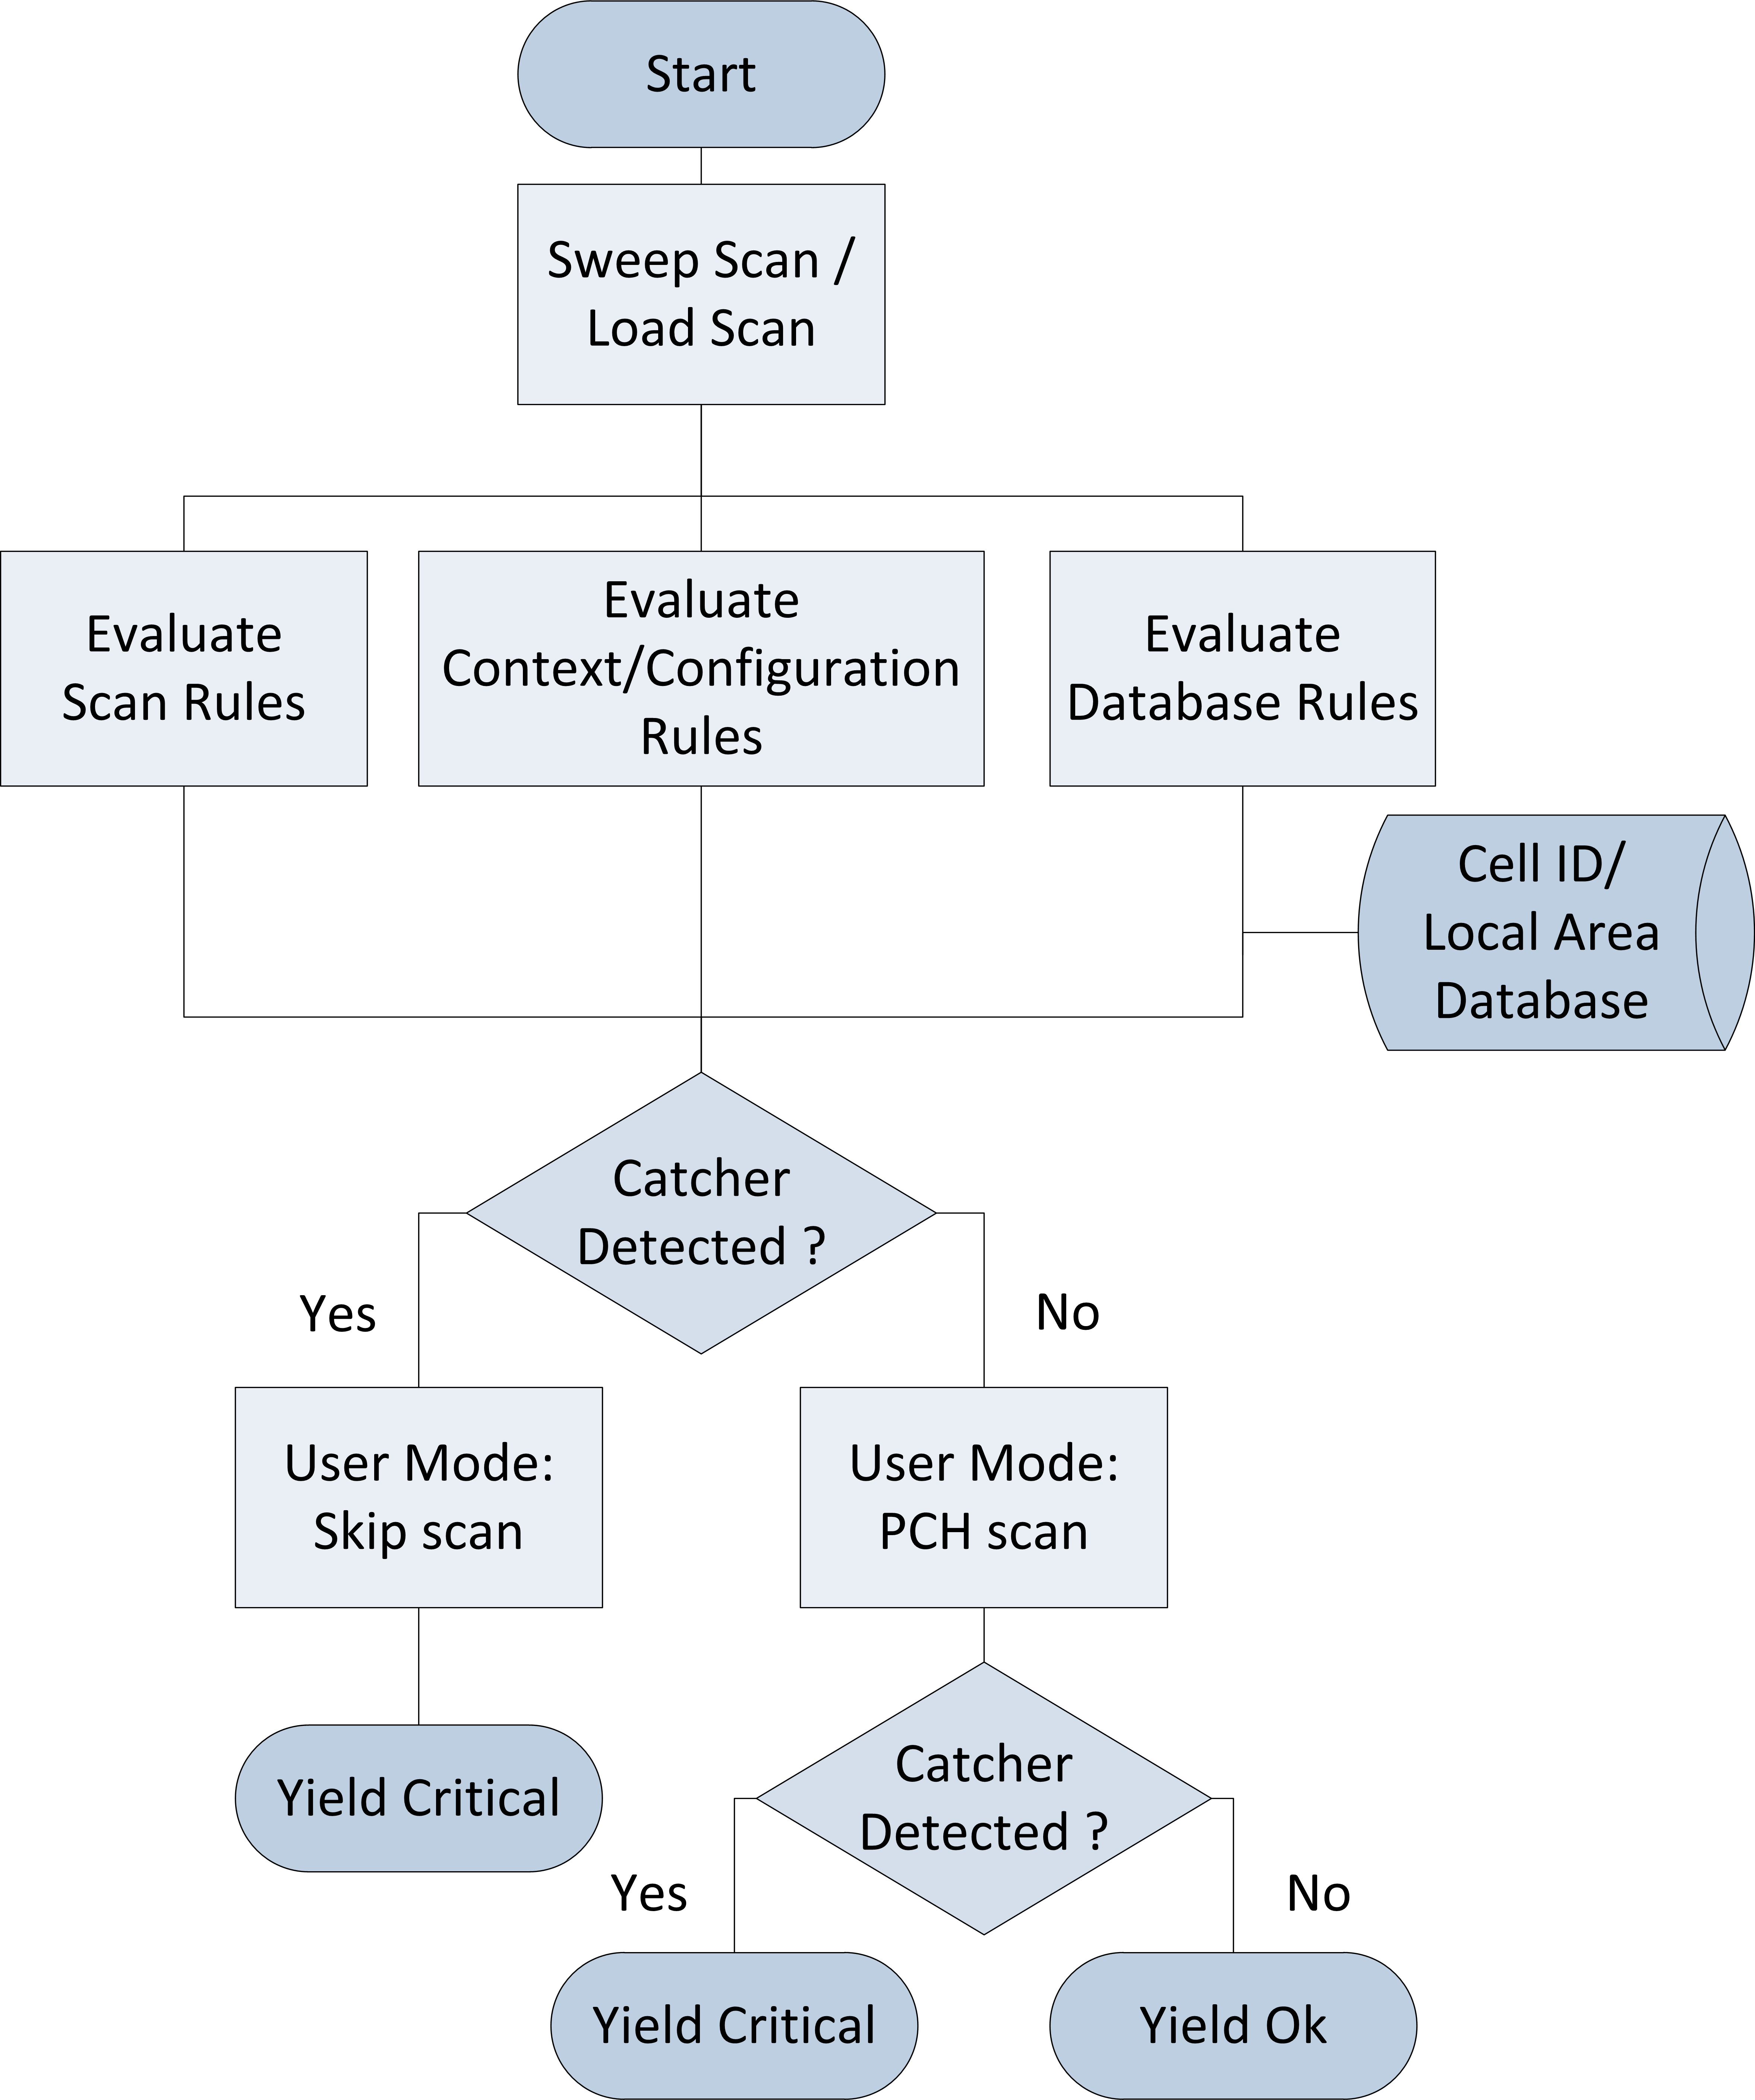 Start
Sweep Scan /
Load Scan
Evaluate
Scan Rules
Evaluate
Context/Configuration
Rules
Evaluate
Database Rules
Cell ID/
Local Area
Database
Catcher
Detected ?
Yes
No
User Mode:
Skip scan
User Mode:
PCH scan
Yield Critical
Catcher
Detected ?
Yes
No
Yield Critical
Yield Ok